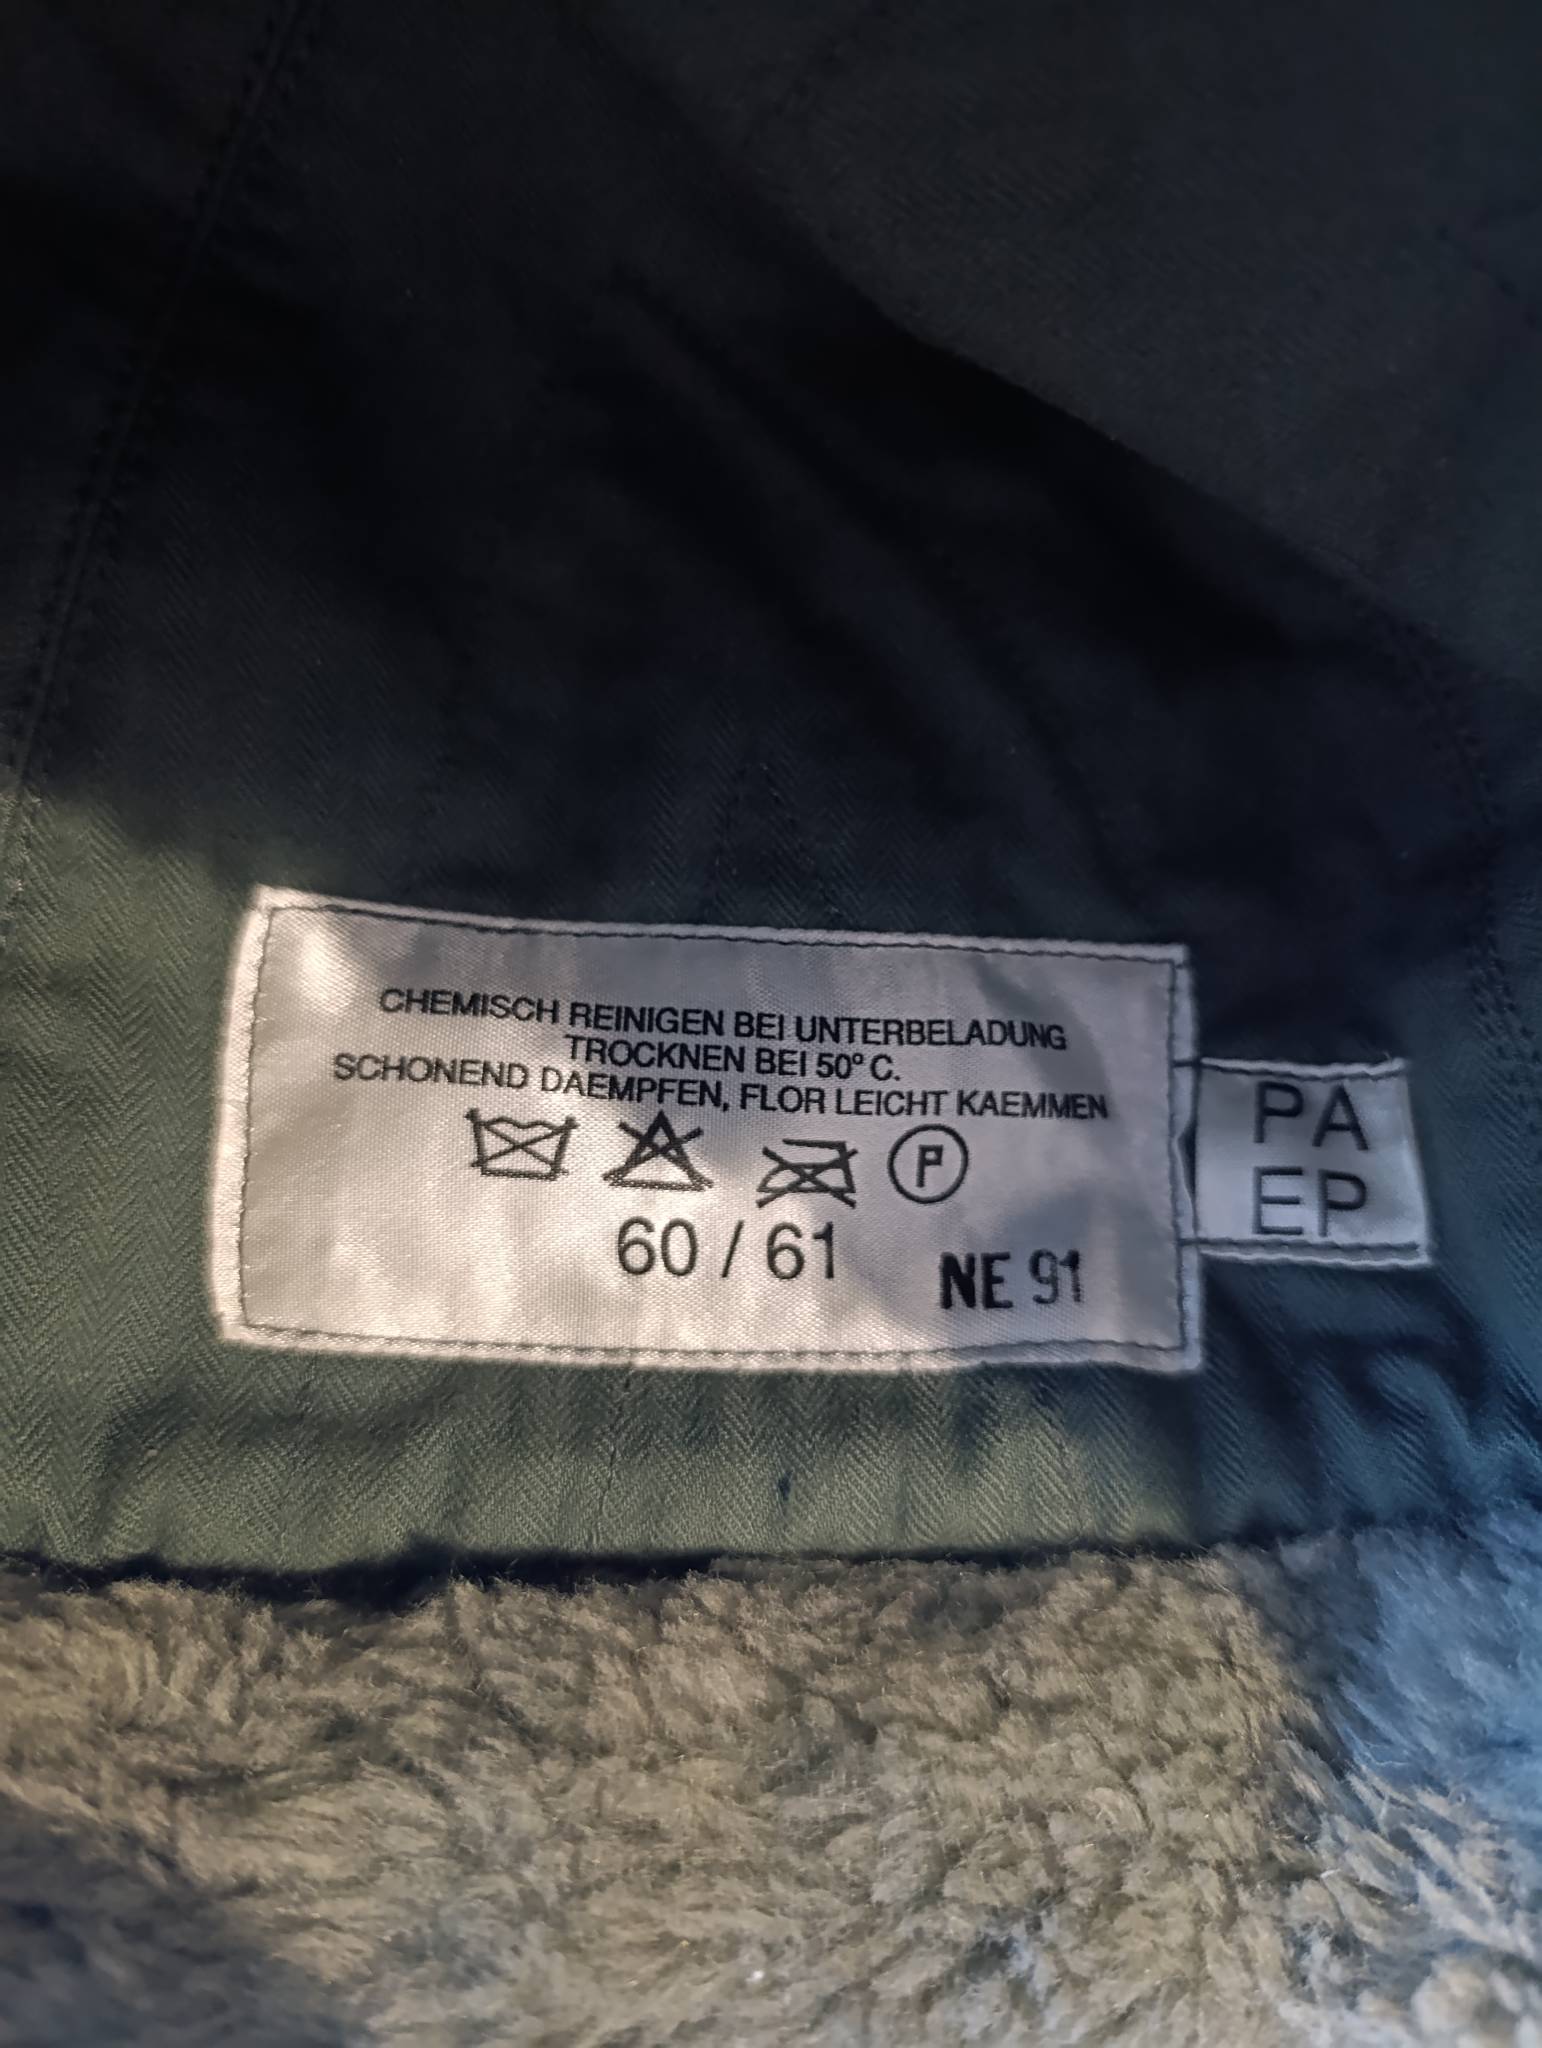 CHEMISCH REINIGEN BEI UNTERBELADUNG
TROCKNEN BEI 50° C.
SCHONEND DAEMPFEN, FLOR LEICHT KAEMMEN
P
60 / 61
NE 91
PA
EP